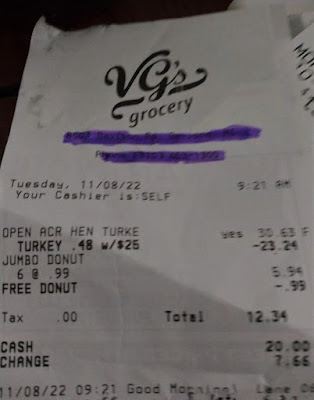 VG's
grocery
Tuesday, 11/08/22 9:21 AM
Your Cashier is:SELF
OPEN ACR HEN TURKE yes 30.63 F
TURKEY .48 w/$25 -23.24
JUMBO DONUT
6 @ .99 5.94
FREE DONUT -.99
Tax .00 Total 12.34
CASH 20.00
CHANGE 7.66
11/08/22 09:21 Good Morning! Lane